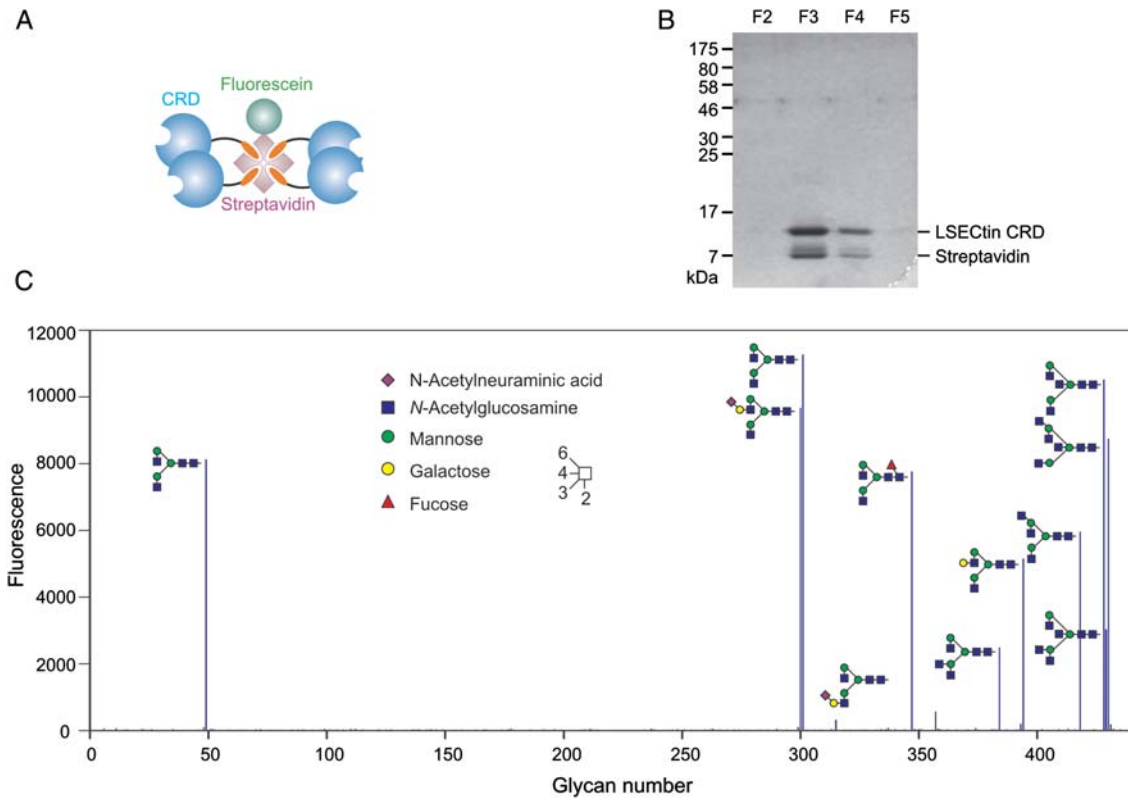 A
Fluorescein
CRD
Streptavidin
B
F2 F3 F4 F5
175
80
58
46
30
25
17
7
kDa
LSECtin CRD
Streptavidin
C
12000
10000
8000
6000
4000
2000
0
Fluorescence
N-Acetylneuraminic acid
N-Acetylglucosamine
Mannose
Galactose
Fucose
6
4
3
2
0 50 100 150 200 250 300 350 400
Glycan number